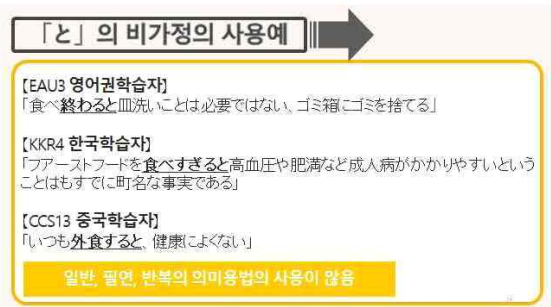 「と」의 비가정의 사용예
【EAU3 영어권학습자】
「食べ終わると皿洗いことは必要ではない、ゴミ箱にゴミを捨てる」
【KKR4 한국학습자】
「フアーストフードを食べすぎると高血圧や肥満など成人病がかかりやすいという
ことはもすでに町名な事実である」
【CCS13 중국학습자】
「いつも外食すると、健康によくない」
일반, 필연, 반복의 의미용법의 사용이 많음